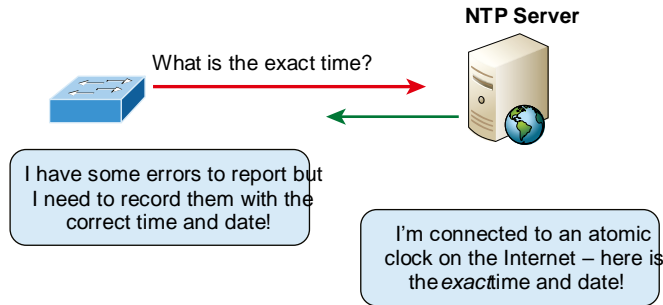 NTP Server
What is the exact time?
I have some errors to report but
I need to record them with the
correct time and date!
I'm connected to an atomic
clock on the Internet – here is
the exact time and date!